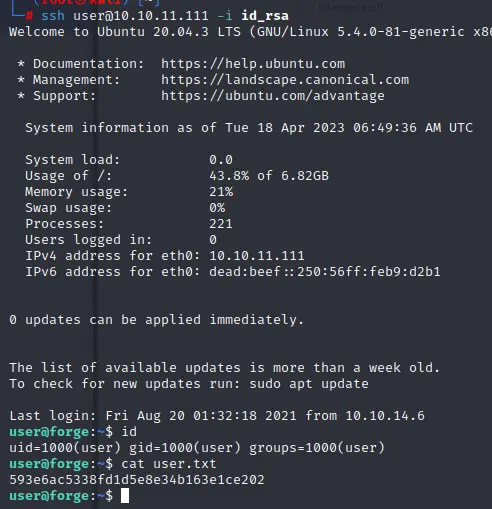 (root㉿kali) [~]
└─# ssh user@10.10.11.111 -i id_rsa
Welcome to Ubuntu 20.04.3 LTS (GNU/Linux 5.4.0-81-generic x86
 * Documentation:  https://help.ubuntu.com
 * Management:     https://landscape.canonical.com
 * Support:        https://ubuntu.com/advantage
  System information as of Tue 18 Apr 2023 06:49:36 AM UTC
  System load:             0.0
  Usage of /:              43.8% of 6.82GB
  Memory usage:            21%
  Swap usage:              0%
  Processes:               221
  Users logged in:         0
  IPv4 address for eth0: 10.10.11.111
  IPv6 address for eth0: dead:beef::250:56ff:feb9:d2b1
0 updates can be applied immediately.
The list of available updates is more than a week old.
To check for new updates run: sudo apt update
Last login: Fri Aug 20 01:32:18 2021 from 10.10.14.6
user@forge:~$ id
uid=1000(user) gid=1000(user) groups=1000(user)
user@forge:~$ cat user.txt
593e6ac5338fd1d5e8e34b163e1ce202
user@forge:~$